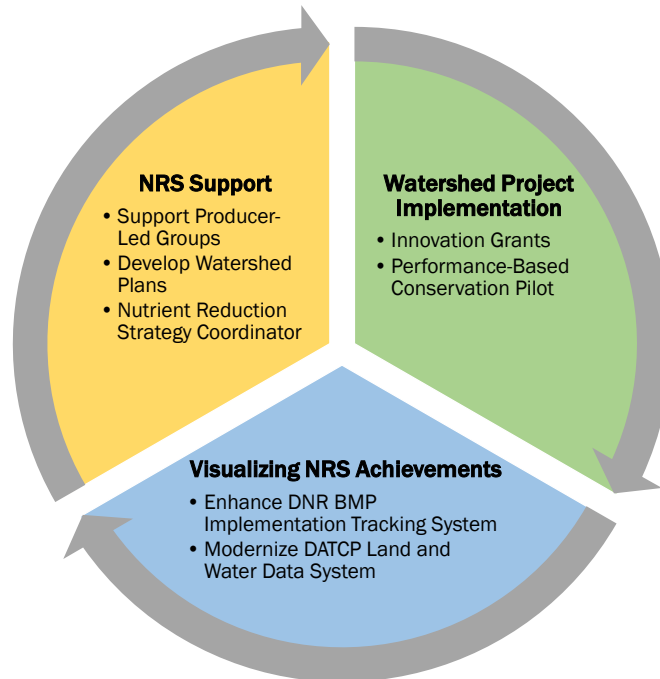 NRS Support
• Support Producer-
Led Groups
• Develop Watershed
Plans
• Nutrient Reduction
Strategy Coordinator
Watershed Project
Implementation
• Innovation Grants
• Performance-Based
Conservation Pilot
Visualizing NRS Achievements
• Enhance DNR BMP
Implementation Tracking System
• Modernize DATCP Land and
Water Data System